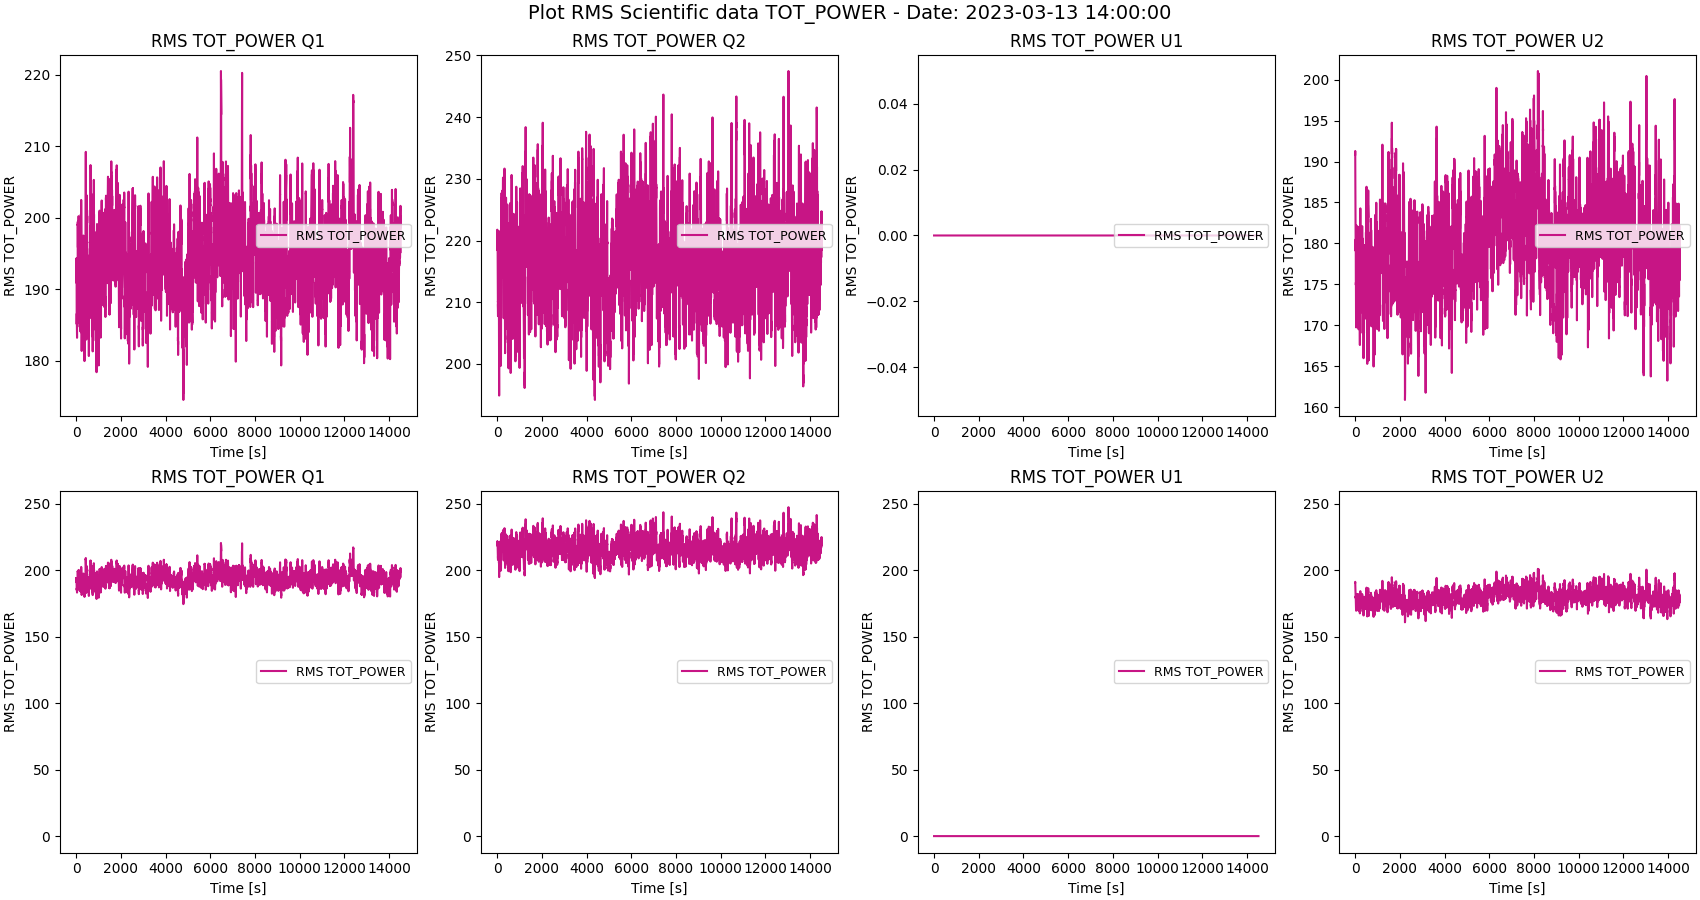 Plot RMS Scientific data TOT_POWER - Date: 2023-03-13 14:00:00
RMS TOT_POWER Q1
RMS TOT_POWER
220
210
200
190
180
RMS TOT_POWER
0 2000 4000 6000 8000 10000 12000 14000
Time [s]
RMS TOT_POWER Q2
RMS TOT_POWER
250
240
230
220
210
200
RMS TOT_POWER
0 2000 4000 6000 8000 10000 12000 14000
Time [s]
RMS TOT_POWER U1
RMS TOT_POWER
0.04
0.02
0.00
−0.02
−0.04
RMS TOT_POWER
0 2000 4000 6000 8000 10000 12000 14000
Time [s]
RMS TOT_POWER U2
RMS TOT_POWER
200
195
190
185
180
175
170
165
160
RMS TOT_POWER
0 2000 4000 6000 8000 10000 12000 14000
Time [s]
RMS TOT_POWER Q1
RMS TOT_POWER
250
200
150
100
50
0
RMS TOT_POWER
0 2000 4000 6000 8000 10000 12000 14000
Time [s]
RMS TOT_POWER Q2
RMS TOT_POWER
250
200
150
100
50
0
RMS TOT_POWER
0 2000 4000 6000 8000 10000 12000 14000
Time [s]
RMS TOT_POWER U1
RMS TOT_POWER
250
200
150
100
50
0
RMS TOT_POWER
0 2000 4000 6000 8000 10000 12000 14000
Time [s]
RMS TOT_POWER U2
RMS TOT_POWER
250
200
150
100
50
0
RMS TOT_POWER
0 2000 4000 6000 8000 10000 12000 14000
Time [s]